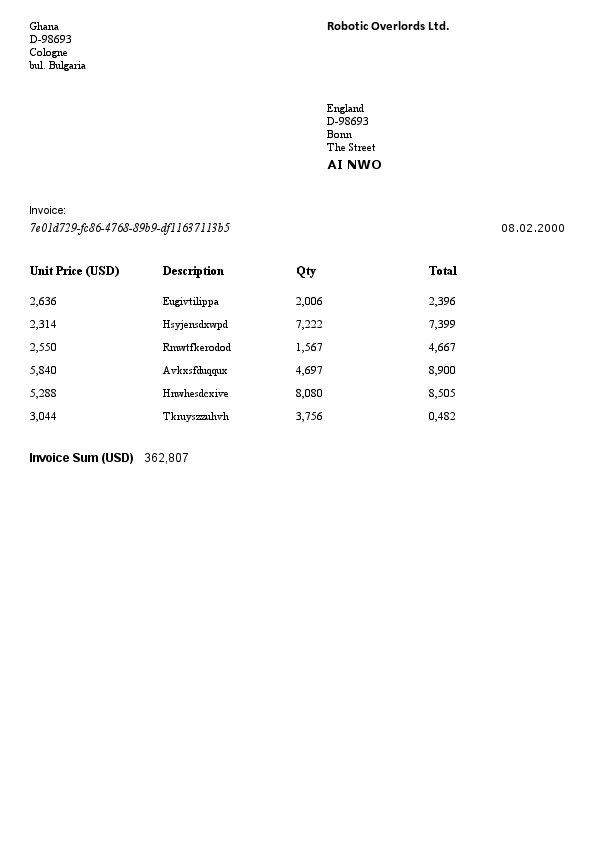 Ghana
D-98693
Cologne
bul. Bulgaria
Robotic Overlords Ltd.
England
D-98693
Bonn
The Street
AI NWO
Invoice:
7e01d729-fc86-4768-89b9-df11637113b5
08.02.2000
Unit Price (USD) Description Qty Total
2,636 Eugivtilippa 2,006 2,396
2,314 Hsyjensdxwpd 7,222 7,399
2,550 Rmwtfkerodod 1,567 4,667
5,840 Avkxsfduqqux 4,697 8,900
5,288 Hnwhesdcxive 8,080 8,505
3,044 Tkruyszzuhvh 3,756 0,482
Invoice Sum (USD) 362,807